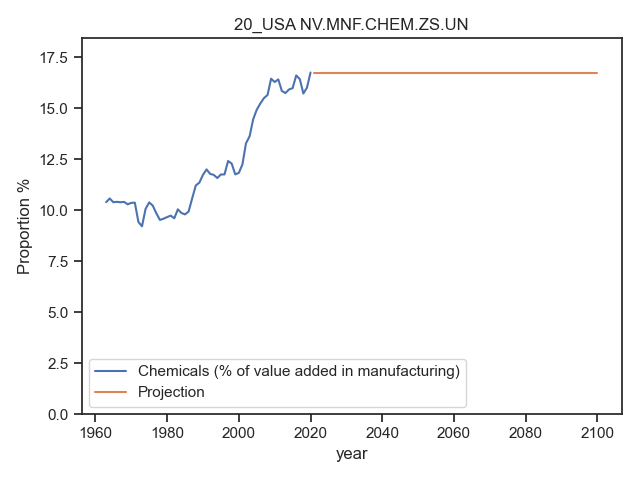 20_USA NV.MNF.CHEM.ZS.UN
17.5
15.0
12.5
10.0
7.5
5.0
2.5
0.0
Proportion %
Chemicals (% of value added in manufacturing)
Projection
1960 1980 2000 2020 2040 2060 2080 2100
year